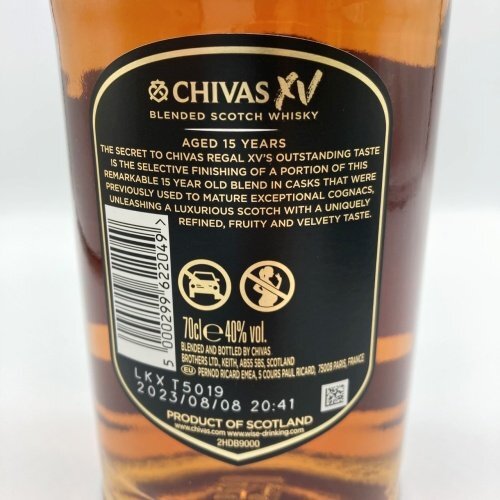 CHIVAS XV
BLENDED SCOTCH WHISKY
AGED 15 YEARS
THE SECRET TO CHIVAS REGAL XV'S OUTSTANDING TASTE
IS THE SELECTIVE FINISHING OF A PORTION OF THIS
REMARKABLE 15 YEAR OLD BLEND IN CASKS THAT WERE
PREVIOUSLY USED TO MATURE EXCEPTIONAL COGNACS,
UNLEASHING A LUXURIOUS SCOTCH WITH A UNIQUELY
REFINED, FRUITY AND VELVETY TASTE.
5 000299 622049 >
70cl e 40% vol.
BLENDED AND BOTTLED BY CHIVAS
BROTHERS LTD., KEITH, AB55 5BS, SCOTLAND
EU PERNOD RICARD EMEA, 5 COURS PAUL RICARD, 75008 PARIS, FRANCE
LKX T5019
2023/08/08 20:41
PRODUCT OF SCOTLAND
www.chivas.com www.wise-drinking.com
2HDB9000